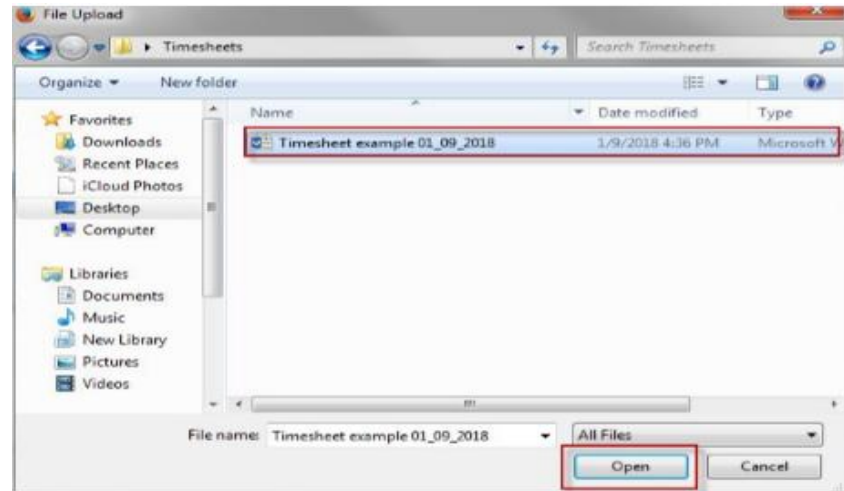 File Upload
Timesheets
Search Timesheets
Organize
New folder
Name
Date modified
Type
Timesheet example 01_09_2018
1/9/2018 4:36 PM
Microsoft W
Favorites
Downloads
Recent Places
iCloud Photos
Desktop
Computer
Libraries
Documents
Music
New Library
Pictures
Videos
File name: Timesheet example 01_09_2018
All Files
Open
Cancel